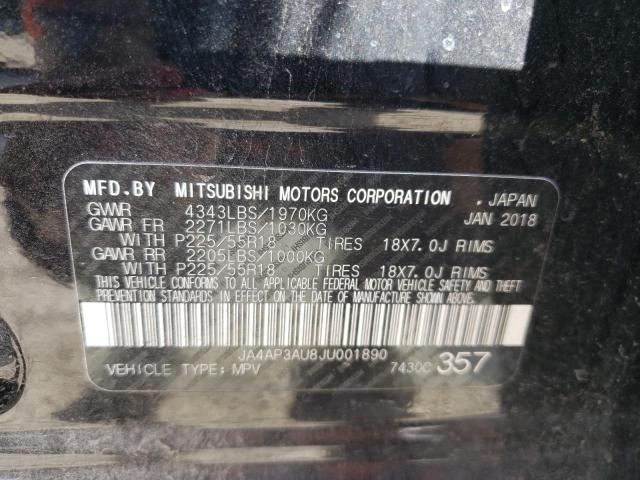 MFD.BY MITSUBISHI MOTORS CORPORATION . JAPAN
GVWR 4343LBS/1970KG JAN 2018
GAWR FR 2271LBS/1030KG
WITH P225/55R18 TIRES 18X7.0J RIMS
GAWR RR 2205LBS/1000KG
WITH P225/55R18 TIRES 18X7.0J RIMS
THIS VEHICLE CONFORMS TO ALL APPLICABLE FEDERAL MOTOR VEHICLE SAFETY, BUMPER AND THEFT
PREVENTION STANDARDS IN EFFECT ON THE DATE OF MANUFACTURE SHOWN ABOVE.
JA4AP3AU8JU001890
VEHICLE TYPE: MPV 7430C 357